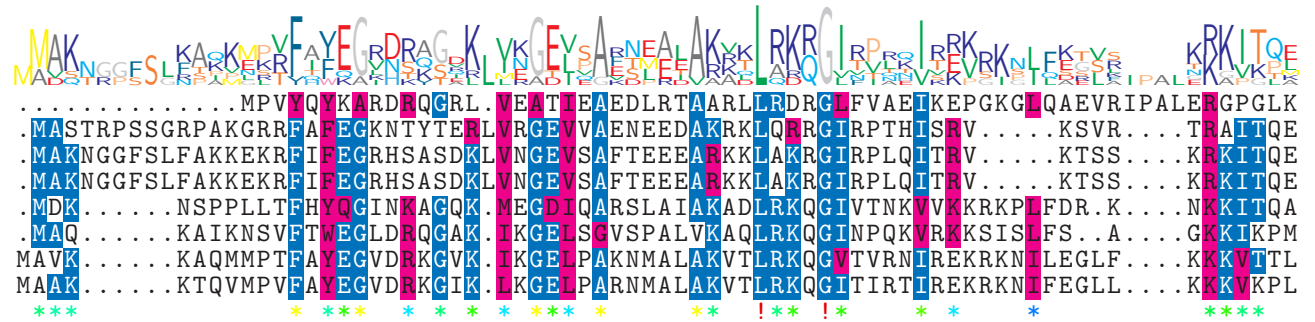 ..............MPVYQYKARDRQGRL.VEATIEAEDLRTAARLLRDRGLFVAEIKEPGKGLQAEVRIPALERGPGLK
.MASTRPSSGRPAKGRRFAFEGKNTYTERLVRGEVVAENEEDAKRKLQRRGIRPTHISRV.....KSVR....TRAITQE
.MAKNGGFSLFAKKEKRFIFEGRHSASDKLVNGEVSAFTEEEARKKLAKRGIRPLQITRV.....KTSS....KRKITQE
.MAKNGGFSLFAKKEKRFIFEGRHSASDKLVNGEVSAFTEEEARKKLAKRGIRPLQITRV.....KTSS....KRKITQE
.MDK......NSPPLLTFHYQGINKAGQK.MEGDIQARSLAIAKADLRKQGIVTNKVVKKRKPLFDR.K....NKKITQA
.MAQ......KAIKNSVFTWEGLDRQGAK.IKGELSGVSPALVKAQLRKQGINPQKVRKKSISLFS..A....GKKIKPM
MAVK......KAQMMPTFAYEGVDRKGVK.IKGELPAKNMALAKVTLRKQGVTVRNIREKRKNILEGLF....KKKVTTL
MAAK......KTQVMPVFAYEGVDRKGIK.LKGELPARNMALAKVTLRKQGITIRTIREKRKNIFEGLL....KKKVKPL
*** * *** * * * * *** * * ** !** !* * * * ****